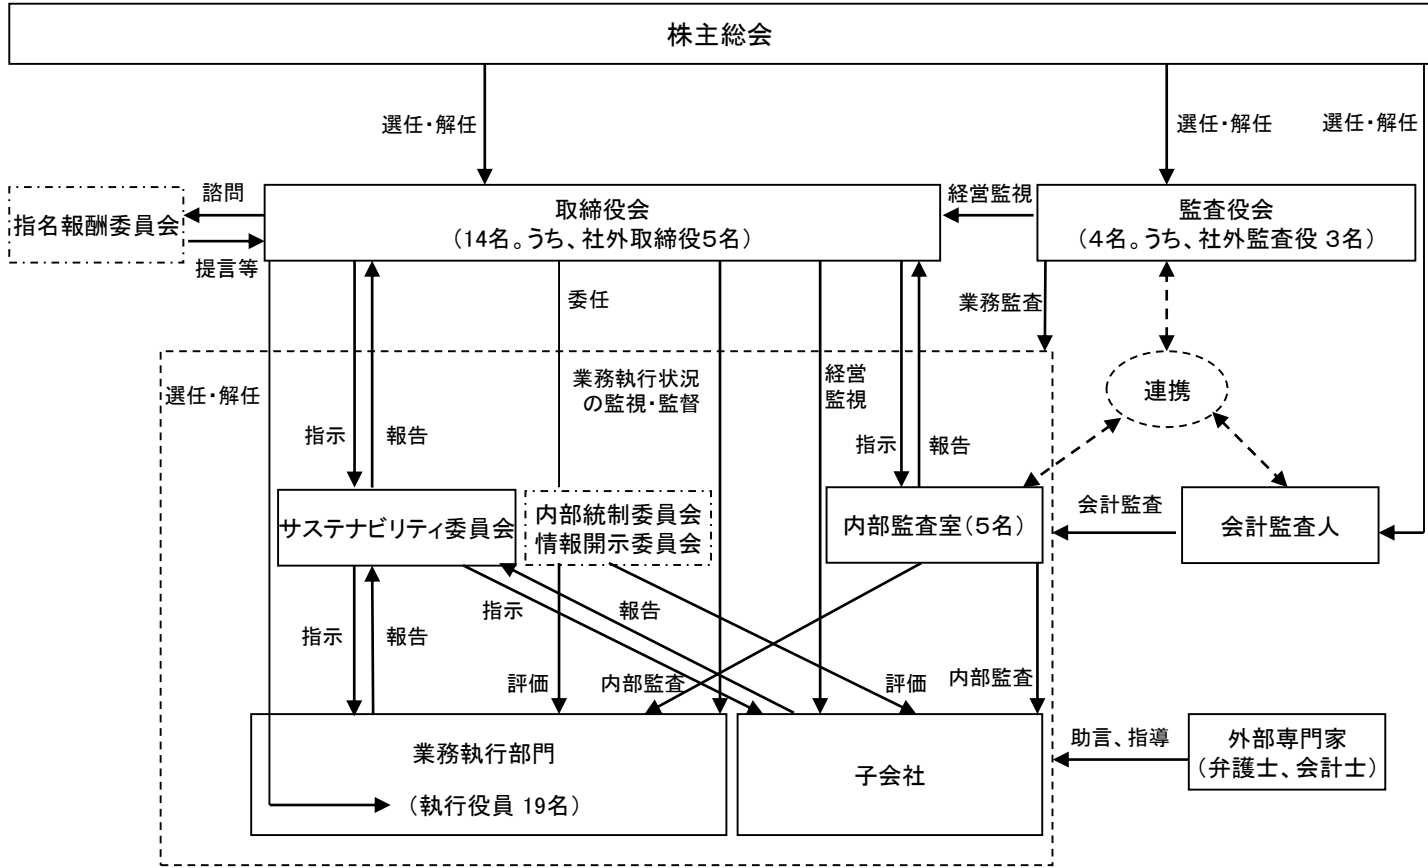 株主総会
選任・解任
選任・解任
選任・解任
諮問
指名報酬委員会
提言等
取締役会
（14名。うち、社外取締役5名）
経営監視
監査役会
（4名。うち、社外監査役 3名）
委任
業務監査
選任・解任
業務執行状況
の監視・監督
経営
監視
連携
指示
報告
指示
報告
サステナビリティ委員会
内部統制委員会
情報開示委員会
内部監査室（5名）
会計監査
会計監査人
指示
報告
指示
報告
評価
内部監査
評価
内部監査
業務執行部門
（執行役員 19名）
子会社
助言、指導
外部専門家
（弁護士、会計士）